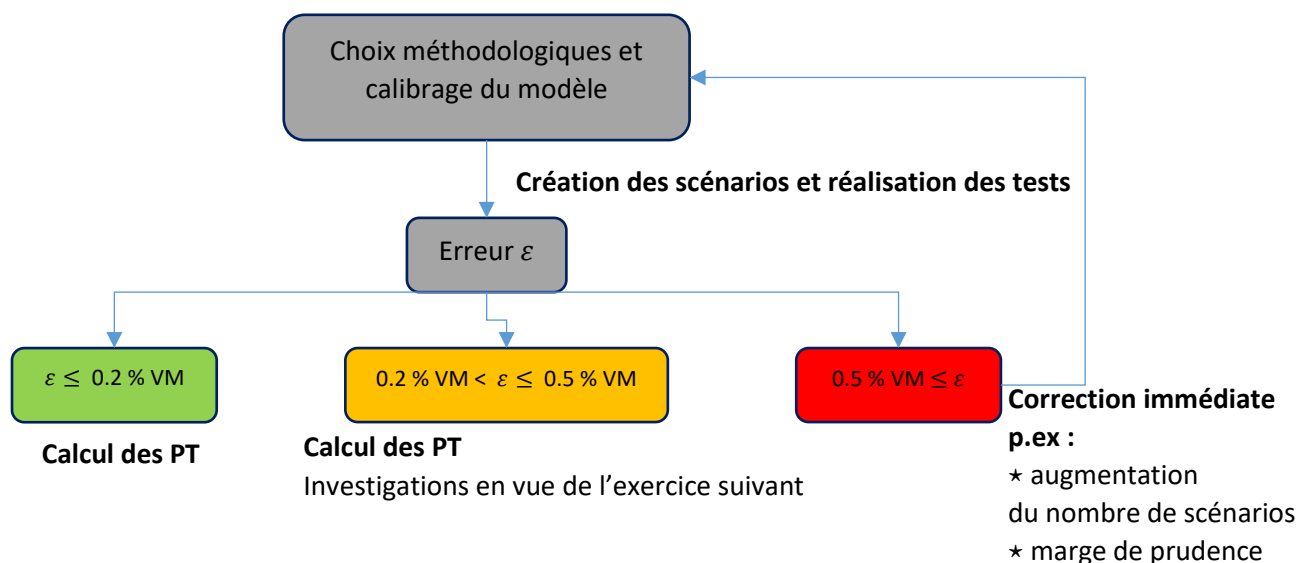 Choix méthodologiques et
calibrage du modèle
Création des scénarios et réalisation des tests
Erreur ε
ε ≤ 0.2 % VM
0.2 % VM < ε ≤ 0.5 % VM
0.5 % VM ≤ ε
Calcul des PT
Calcul des PT
Investigations en vue de l’exercice suivant
Correction immédiate
p.ex :
⋆ augmentation
du nombre de scénarios
⋆ marge de prudence